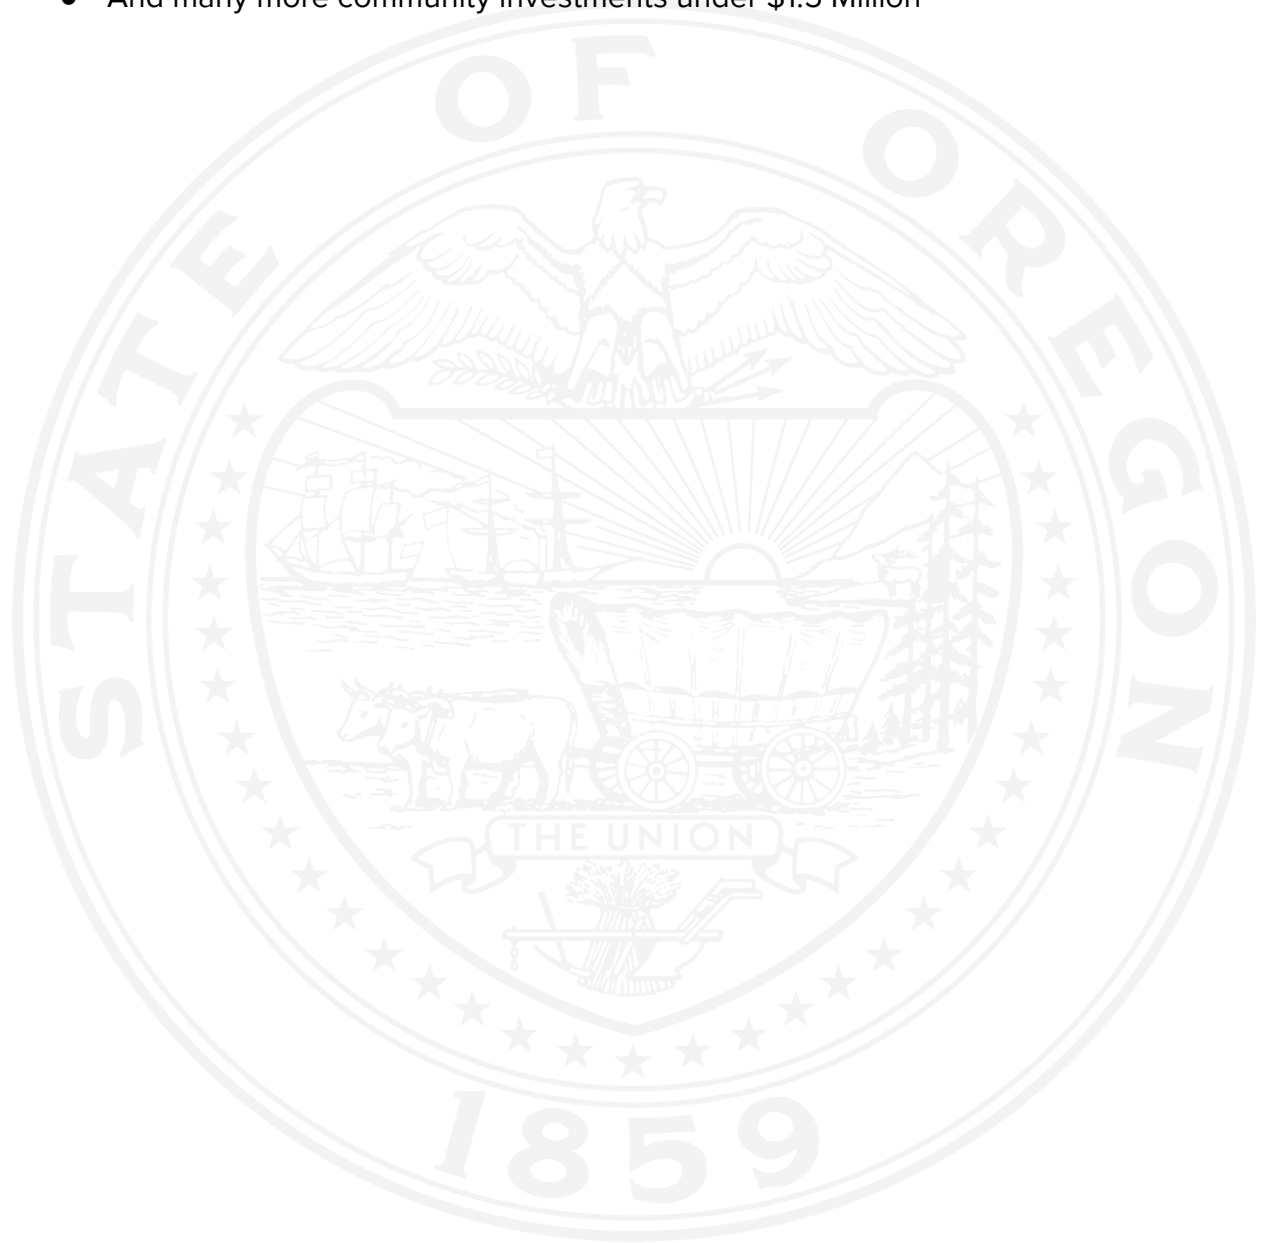 ● And many more community investments under $1.5 Million
STATE OF OREGON
THE UNION
1859